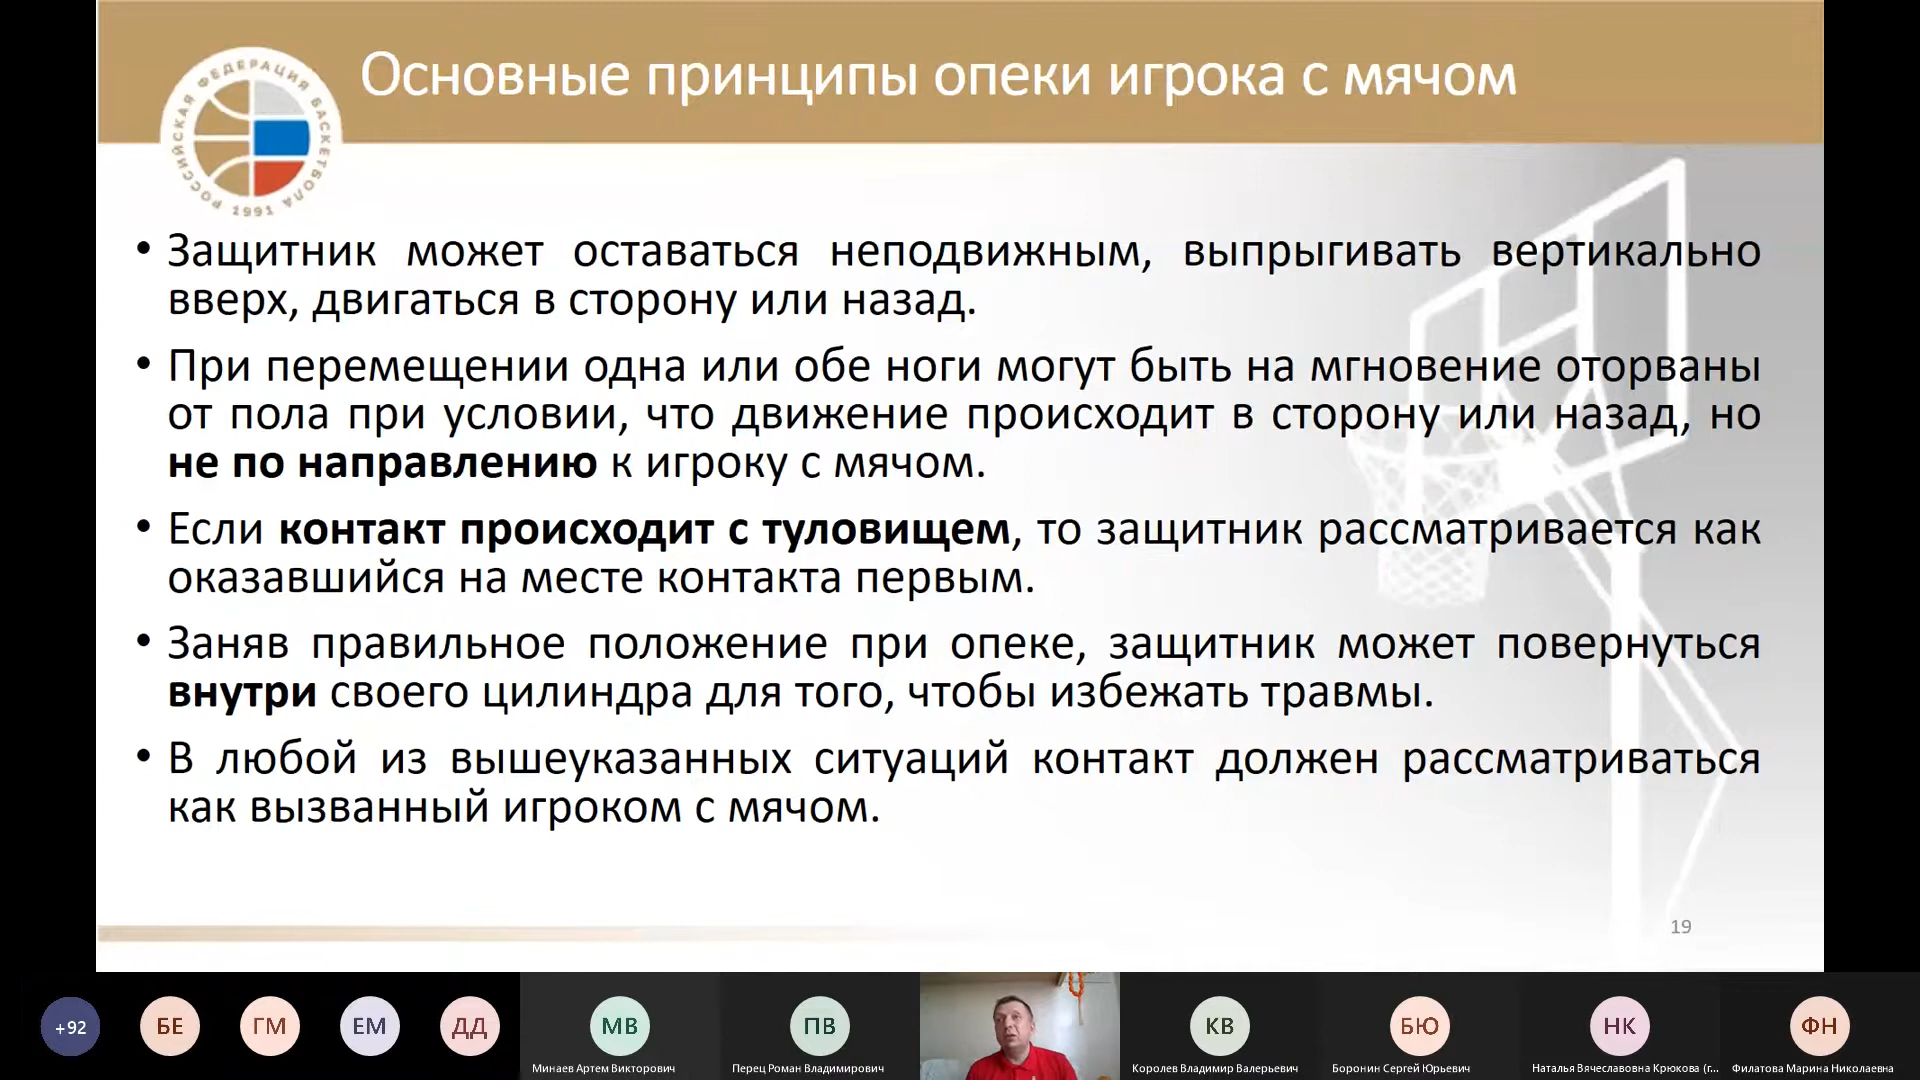 Основные принципы опеки игрока с мячом
РОССИЙСКАЯ ФЕДЕРАЦИЯ БАСКЕТБОЛА
1991
• Защитник может оставаться неподвижным, выпрыгивать вертикально
вверх, двигаться в сторону или назад.
• При перемещении одна или обе ноги могут быть на мгновение оторваны
от пола при условии, что движение происходит в сторону или назад, но
не по направлению к игроку с мячом.
• Если контакт происходит с туловищем, то защитник рассматривается как
оказавшийся на месте контакта первым.
• Заняв правильное положение при опеке, защитник может повернуться
внутри своего цилиндра для того, чтобы избежать травмы.
• В любой из вышеуказанных ситуаций контакт должен рассматриваться
как вызванный игроком с мячом.
19
+92
БЕ
ГМ
ЕМ
ДД
МВ
ПВ
КВ
БЮ
НК
ФН
Минаев Артем Викторович
Перец Роман Владимирович
Королев Владимир Валерьевич
Боронин Сергей Юрьевич
Наталья Вячеславовна Крюкова (г...
Филатова Марина Николаевна